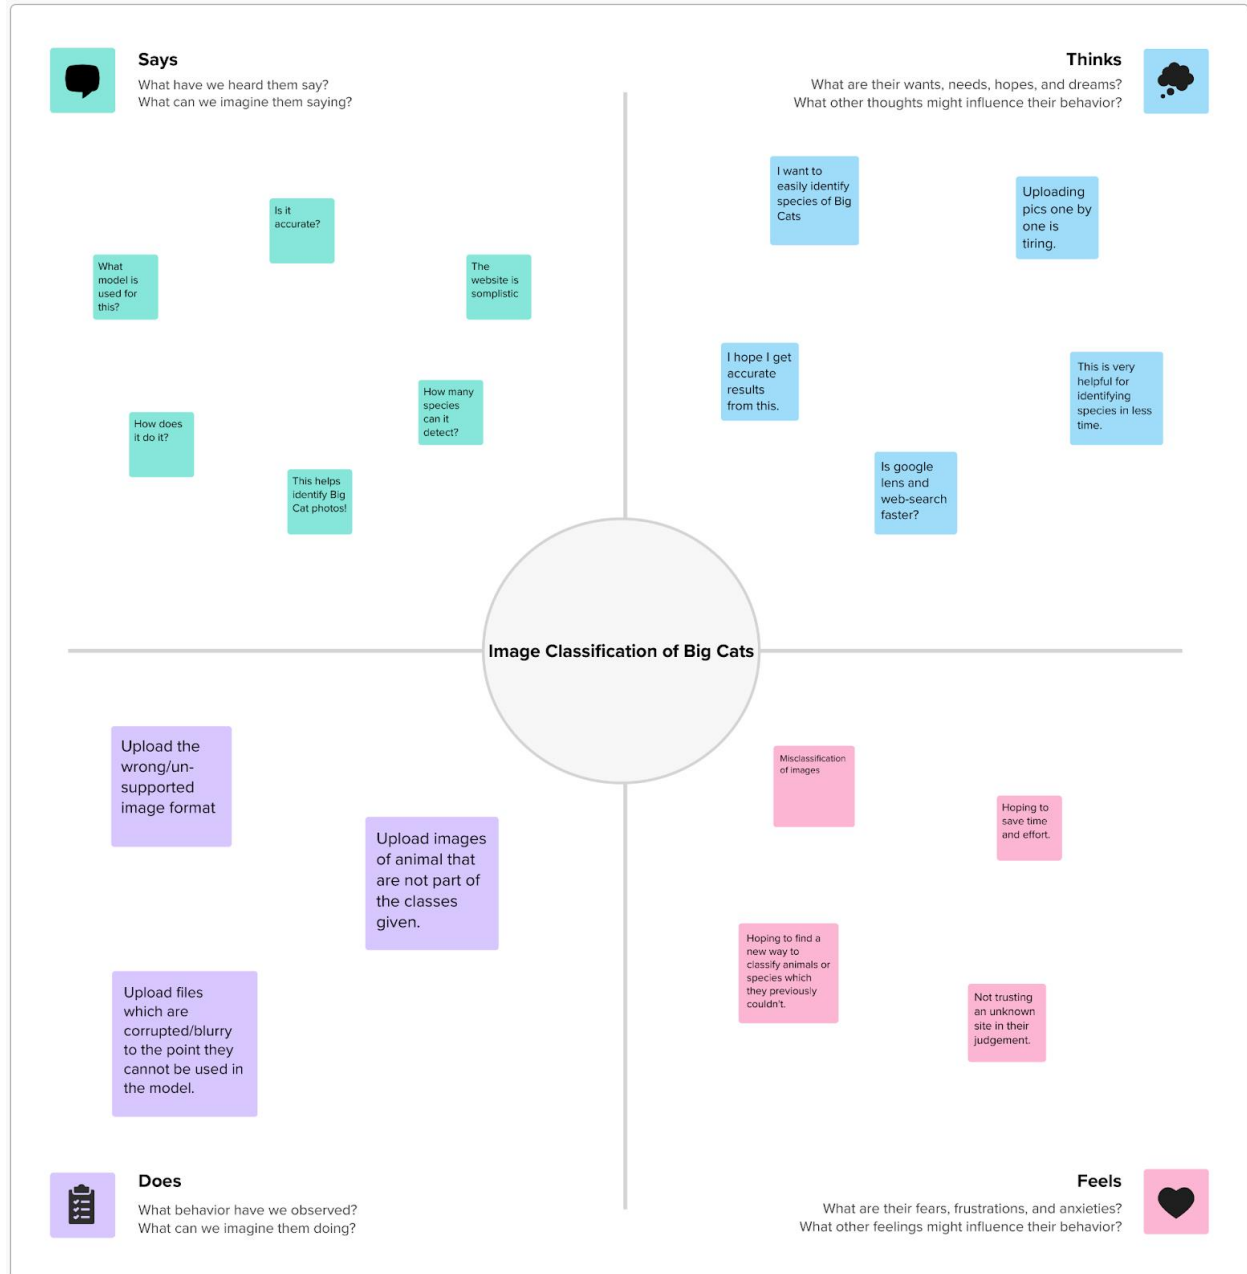 Says
What have we heard them say?
What can we imagine them saying?
Thinks
What are their wants, needs, hopes, and dreams?
What other thoughts might influence their behavior?
Is it
accurate?
What
model is
used for
this?
The
website is
somplistic
How many
species
can it
detect?
How does
it do it?
This helps
identify Big
Cat photos!
I want to
easily identify
species of Big
Cats
Uploading
pics one by
one is
tiring.
I hope I get
accurate
results
from this.
This is very
helpful for
identifying
species in less
time.
Is google
lens and
web-search
faster?
Image Classification of Big Cats
Upload the
wrong/un-
supported
image format
Upload images
of animal that
are not part of
the classes
given.
Upload files
which are
corrupted/blurry
to the point they
cannot be used in
the model.
Misclassification
of images
Hoping to
save time
and effort.
Hoping to find a
new way to
classify animals or
species which
they previously
couldn't.
Not trusting
an unknown
site in their
judgement.
Does
What behavior have we observed?
What can we imagine them doing?
Feels
What are their fears, frustrations, and anxieties?
What other feelings might influence their behavior?